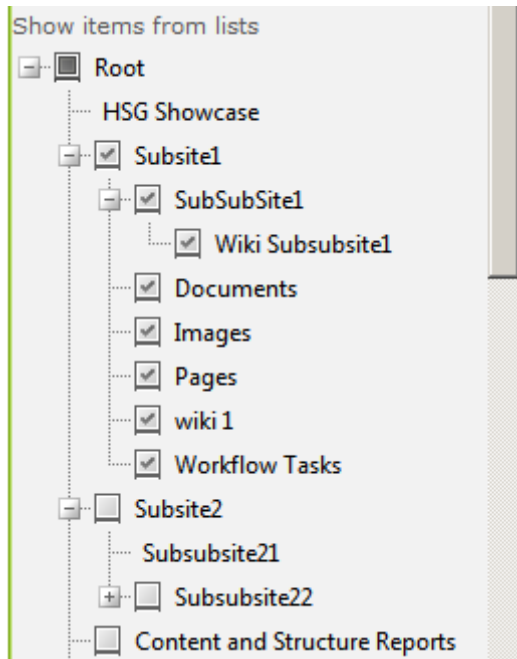 Show items from lists
Root
HSG Showcase
Subsite1
SubSubSite1
Wiki Subsubsite1
Documents
Images
Pages
wiki 1
Workflow Tasks
Subsite2
Subsubsite21
Subsubsite22
Content and Structure Reports